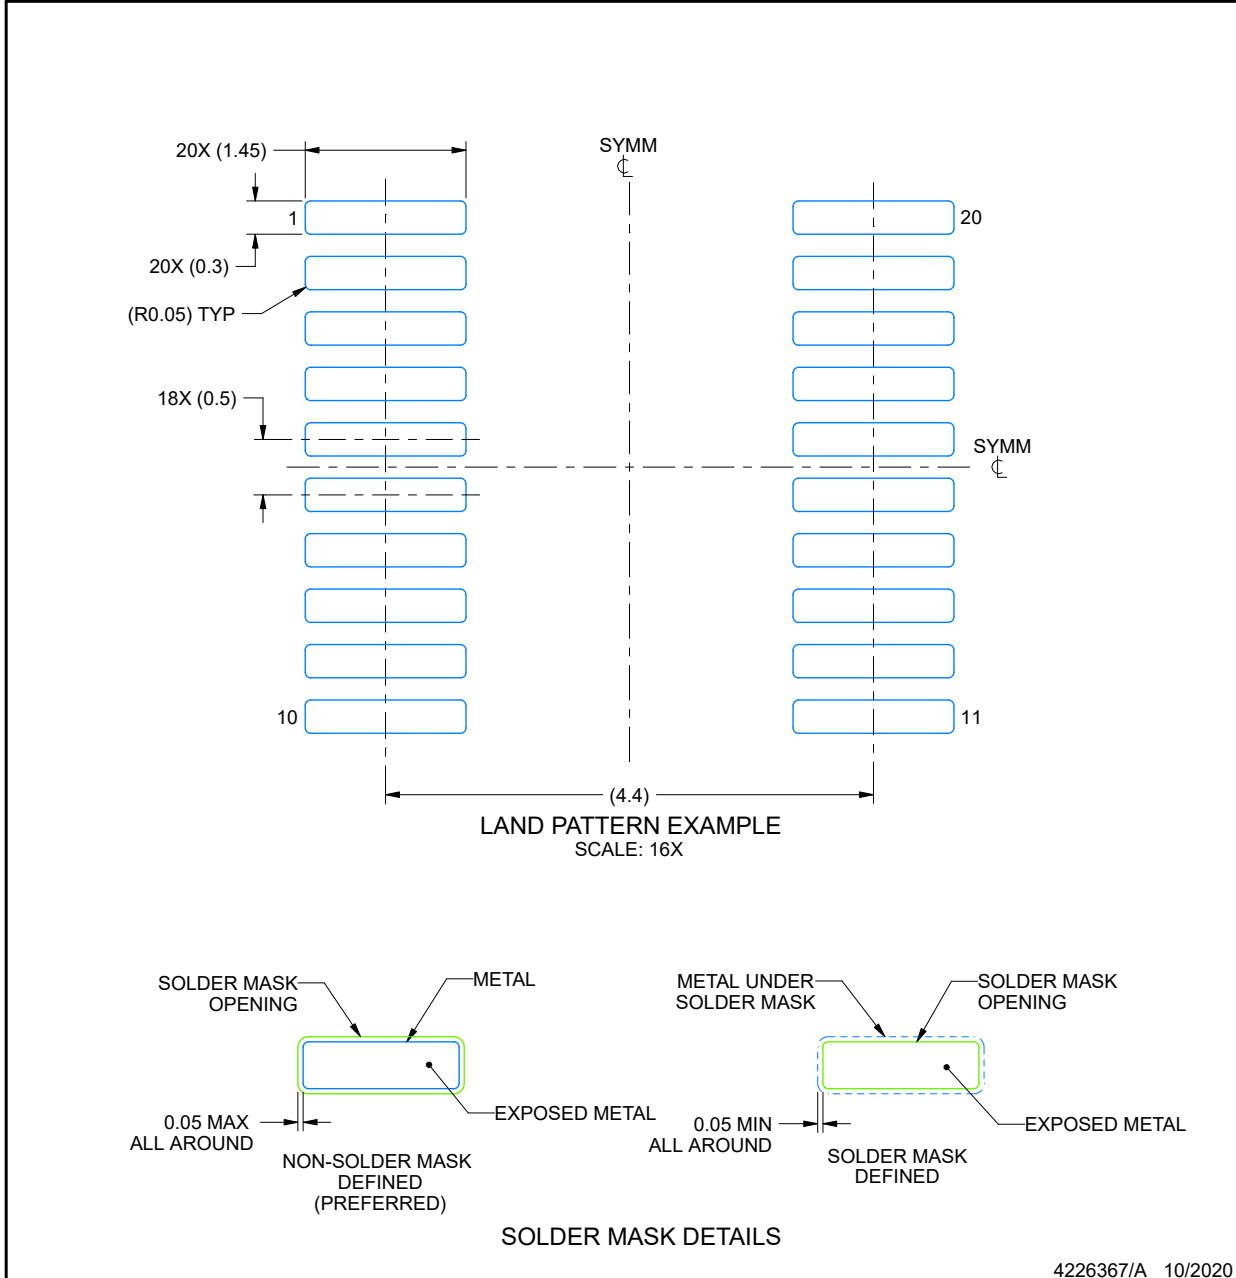 20X (1.45)
SYMM
℄
1
20
20X (0.3)
(R0.05) TYP
18X (0.5)
SYMM
℄
10
11
(4.4)
LAND PATTERN EXAMPLE
SCALE: 16X
SOLDER MASK
OPENING
METAL
EXPOSED METAL
0.05 MAX
ALL AROUND
NON-SOLDER MASK
DEFINED
(PREFERRED)
METAL UNDER
SOLDER MASK
SOLDER MASK
OPENING
EXPOSED METAL
0.05 MIN
ALL AROUND
SOLDER MASK
DEFINED
SOLDER MASK DETAILS
4226367/A 10/2020